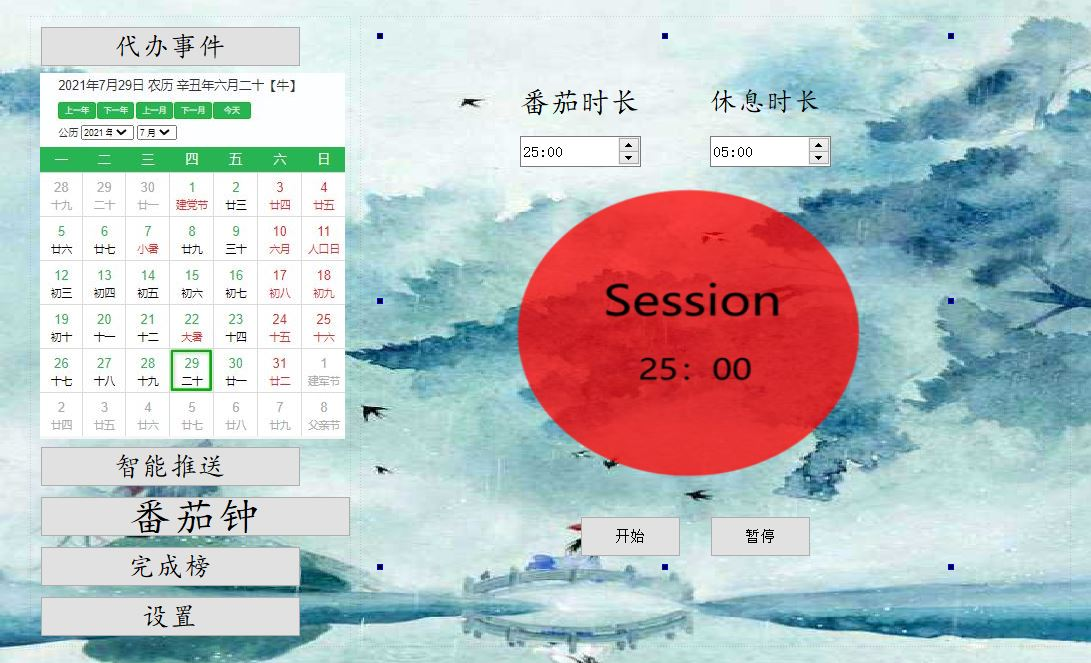 代办事件
2021年7月29日 农历 辛丑年六月二十【牛】
上一年 下一年 上一月 下一月 今天
公历 2021年 7月
一 二 三 四 五 六 日
28 29 30 1 2 3 4
十九 二十 廿一 建党节 廿三 廿四 廿五
5 6 7 8 9 10 11
廿六 廿七 小暑 廿九 三十 六月 人口日
12 13 14 15 16 17 18
初三 初四 初五 初六 初七 初八 初九
19 20 21 22 23 24 25
初十 十一 十二 大暑 十四 十五 十六
26 27 28 29 30 31 1
十七 十八 十九 二十 廿一 廿二 建军节
2 3 4 5 6 7 8
廿四 廿五 廿六 廿七 廿八 廿九 父亲节
智能推送
番茄钟
完成榜
设置
番茄时长 休息时长
25:00 05:00
Session
25：00
开始 暂停